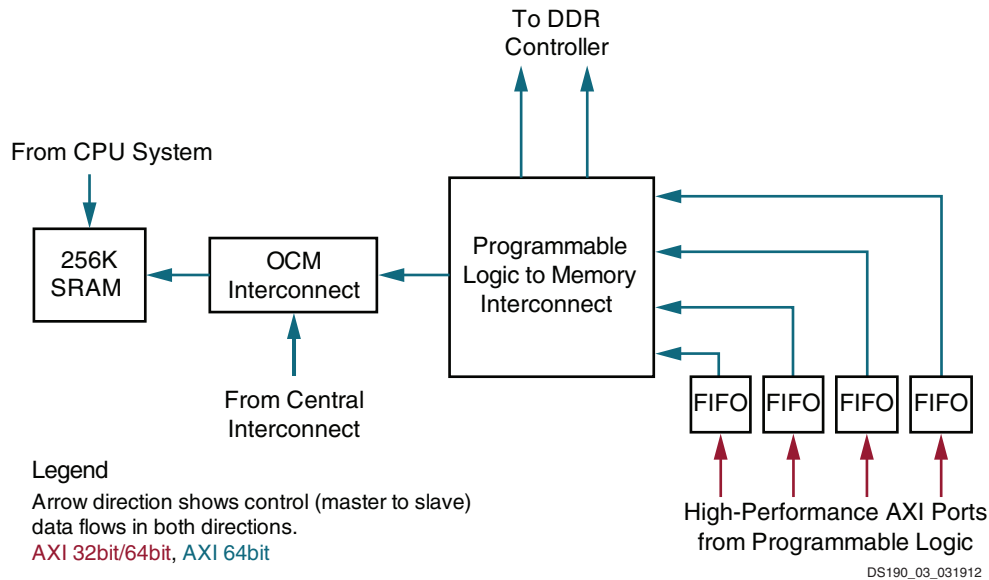 To DDR
Controller
From CPU System
256K
SRAM
OCM
Interconnect
Programmable
Logic to Memory
Interconnect
From Central
Interconnect
FIFO
FIFO
FIFO
FIFO
Legend
Arrow direction shows control (master to slave)
data flows in both directions.
AXI 32bit/64bit, AXI 64bit
High-Performance AXI Ports
from Programmable Logic
DS190_03_031912